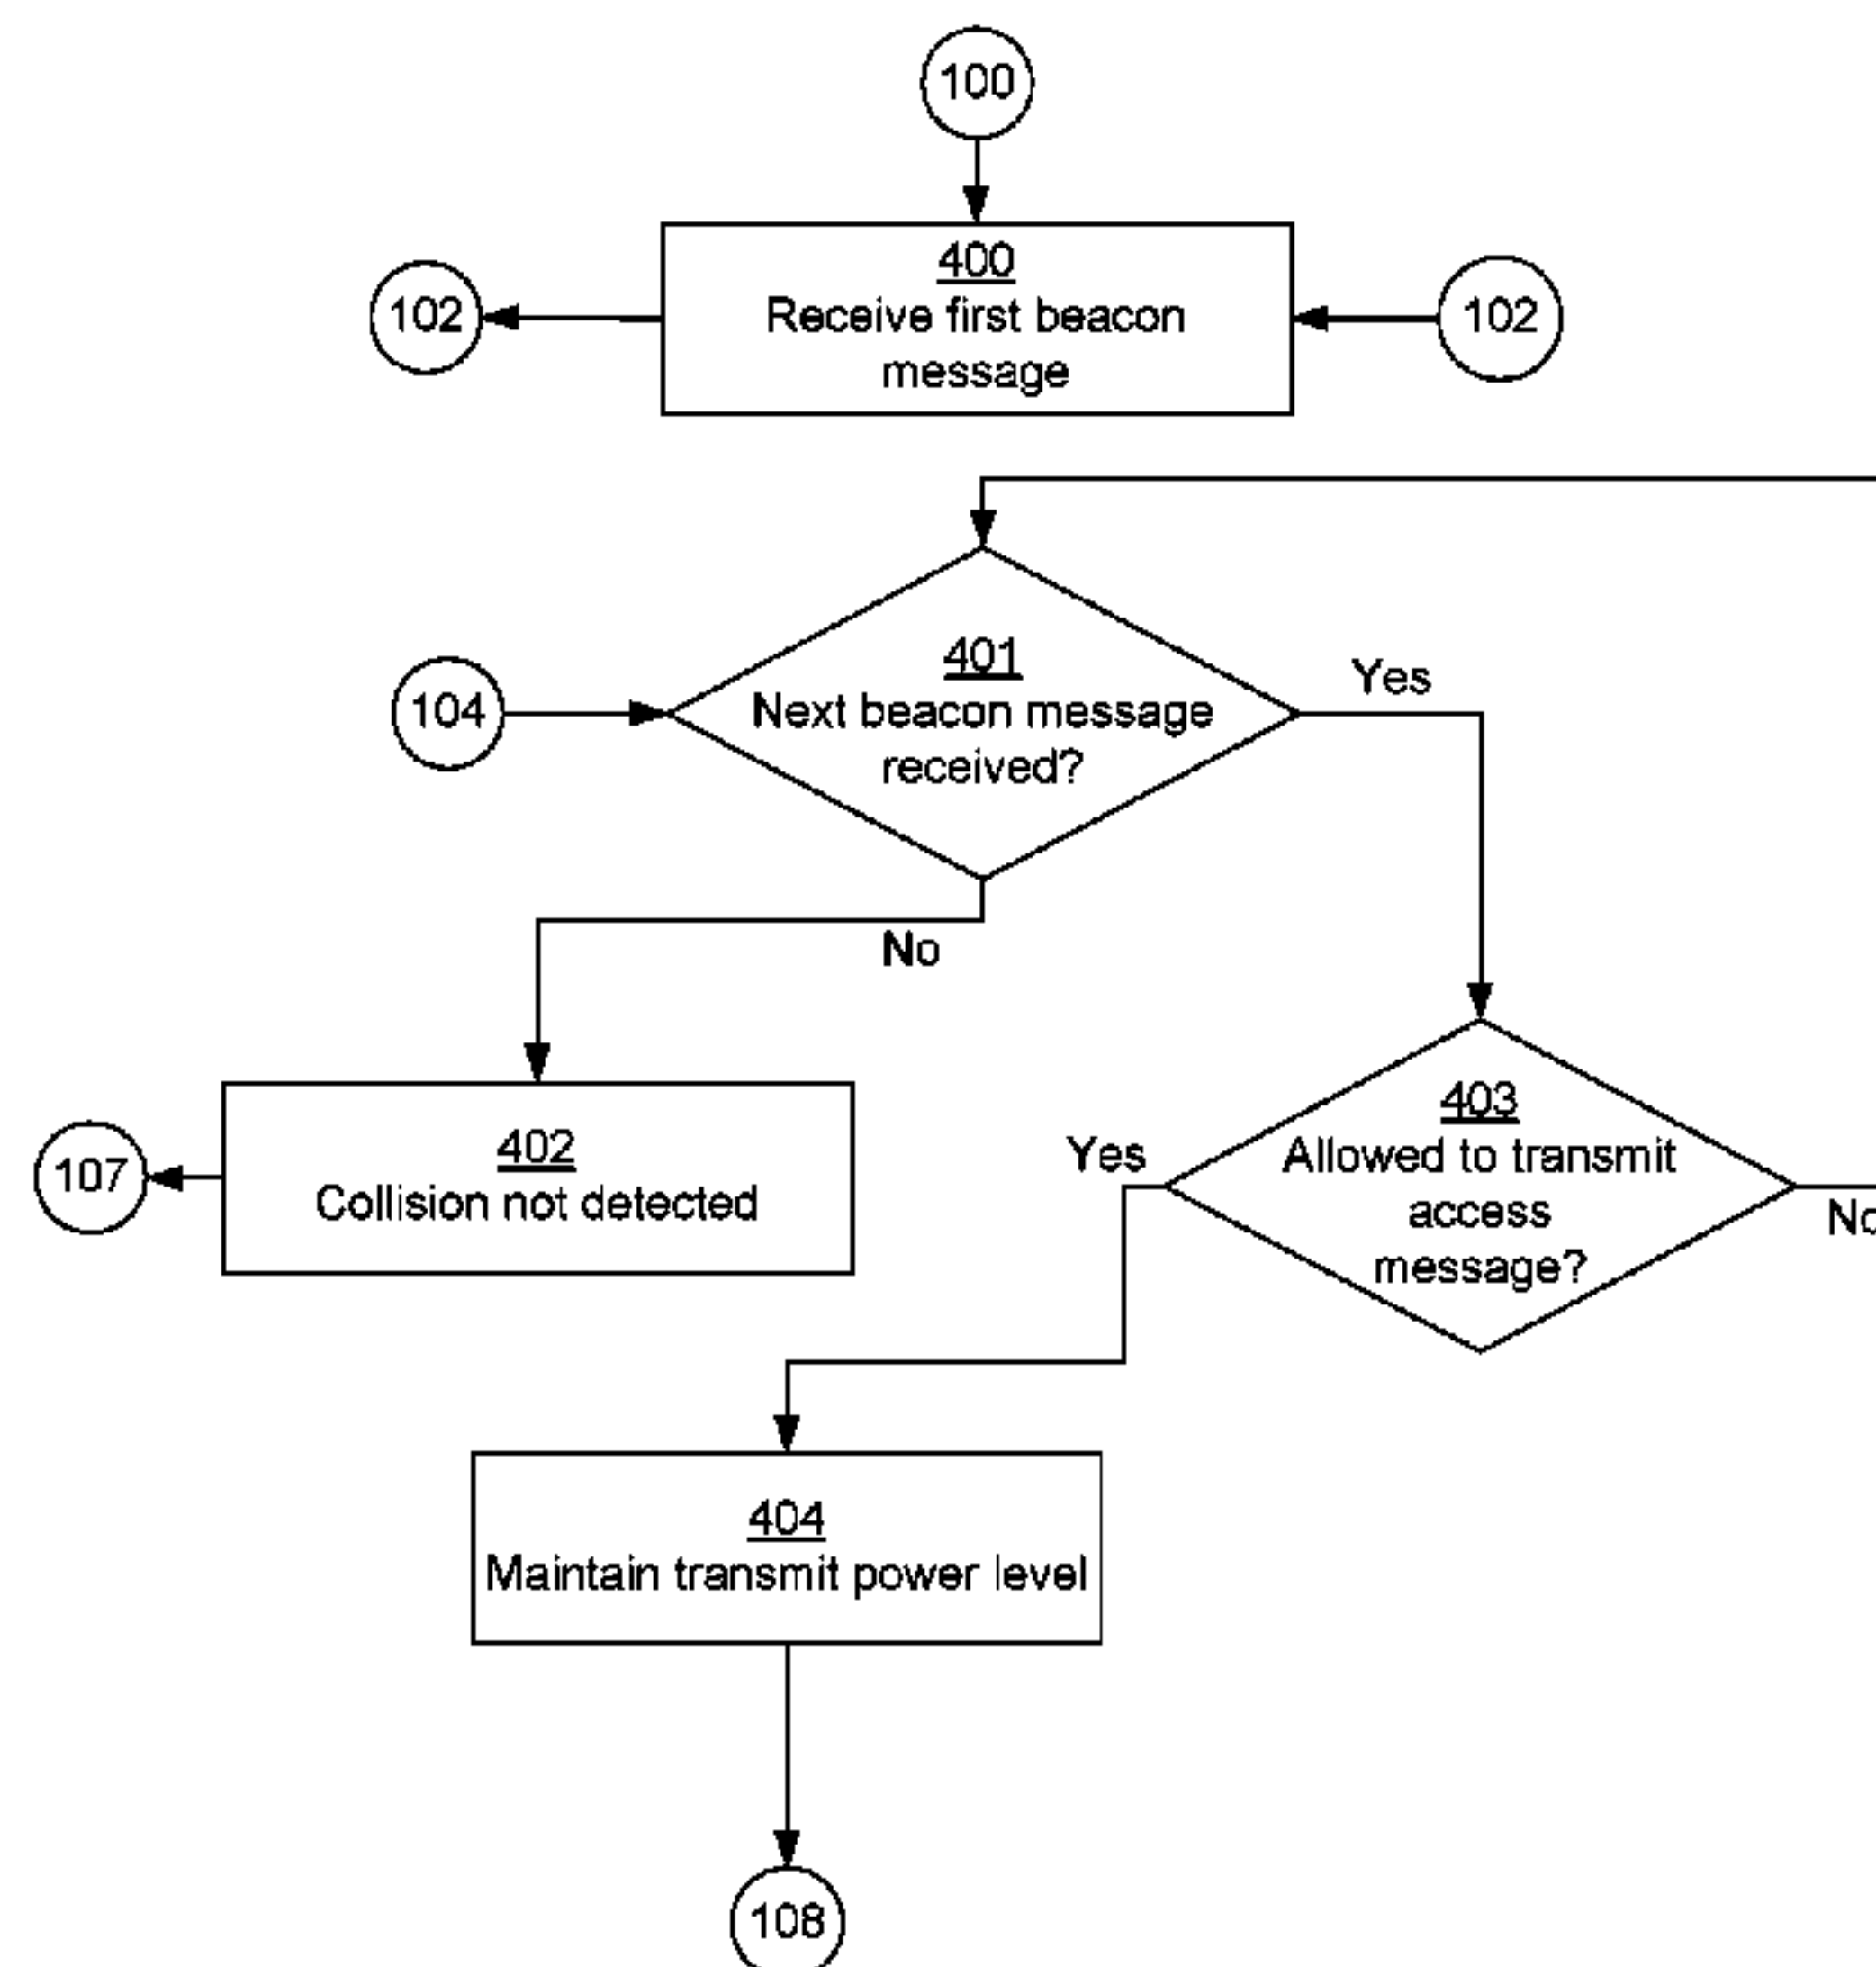 100
400
Receive first beacon
message
102
102
401
Next beacon message
received?
104
Yes
No
402
Collision not detected
107
403
Allowed to transmit
access
message?
Yes
No
404
Maintain transmit power level
108